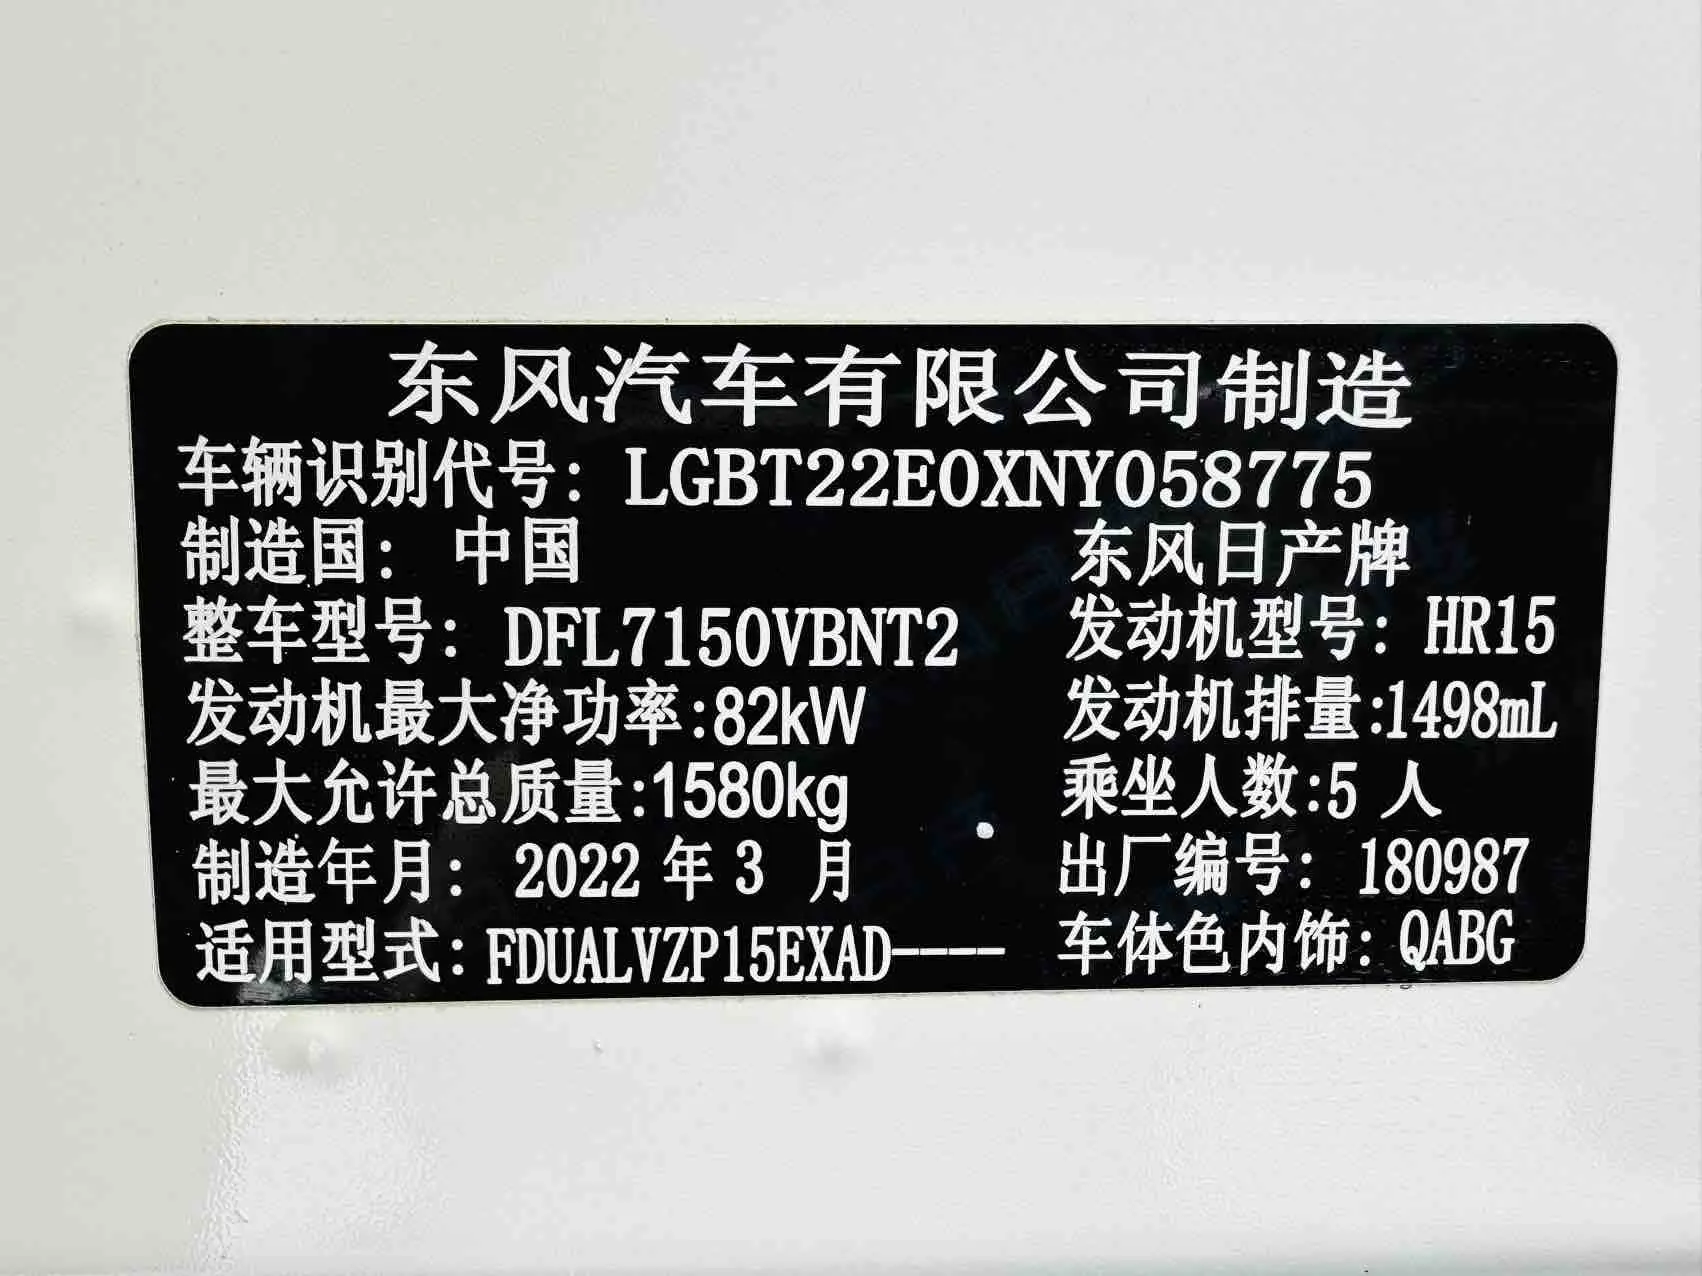 东风汽车有限公司制造
车辆识别代号: LGBT22E0XNY058775
制造国: 中国 东风日产牌
整车型号: DFL7150VBNT2 发动机型号: HR15
发动机最大净功率:82kW 发动机排量:1498mL
最大允许总质量:1580kg 乘坐人数:5 人
制造年月: 2022 年 3 月 出厂编号: 180987
适用型式: FDUALVZP15EXAD---- 车体色内饰: QABG